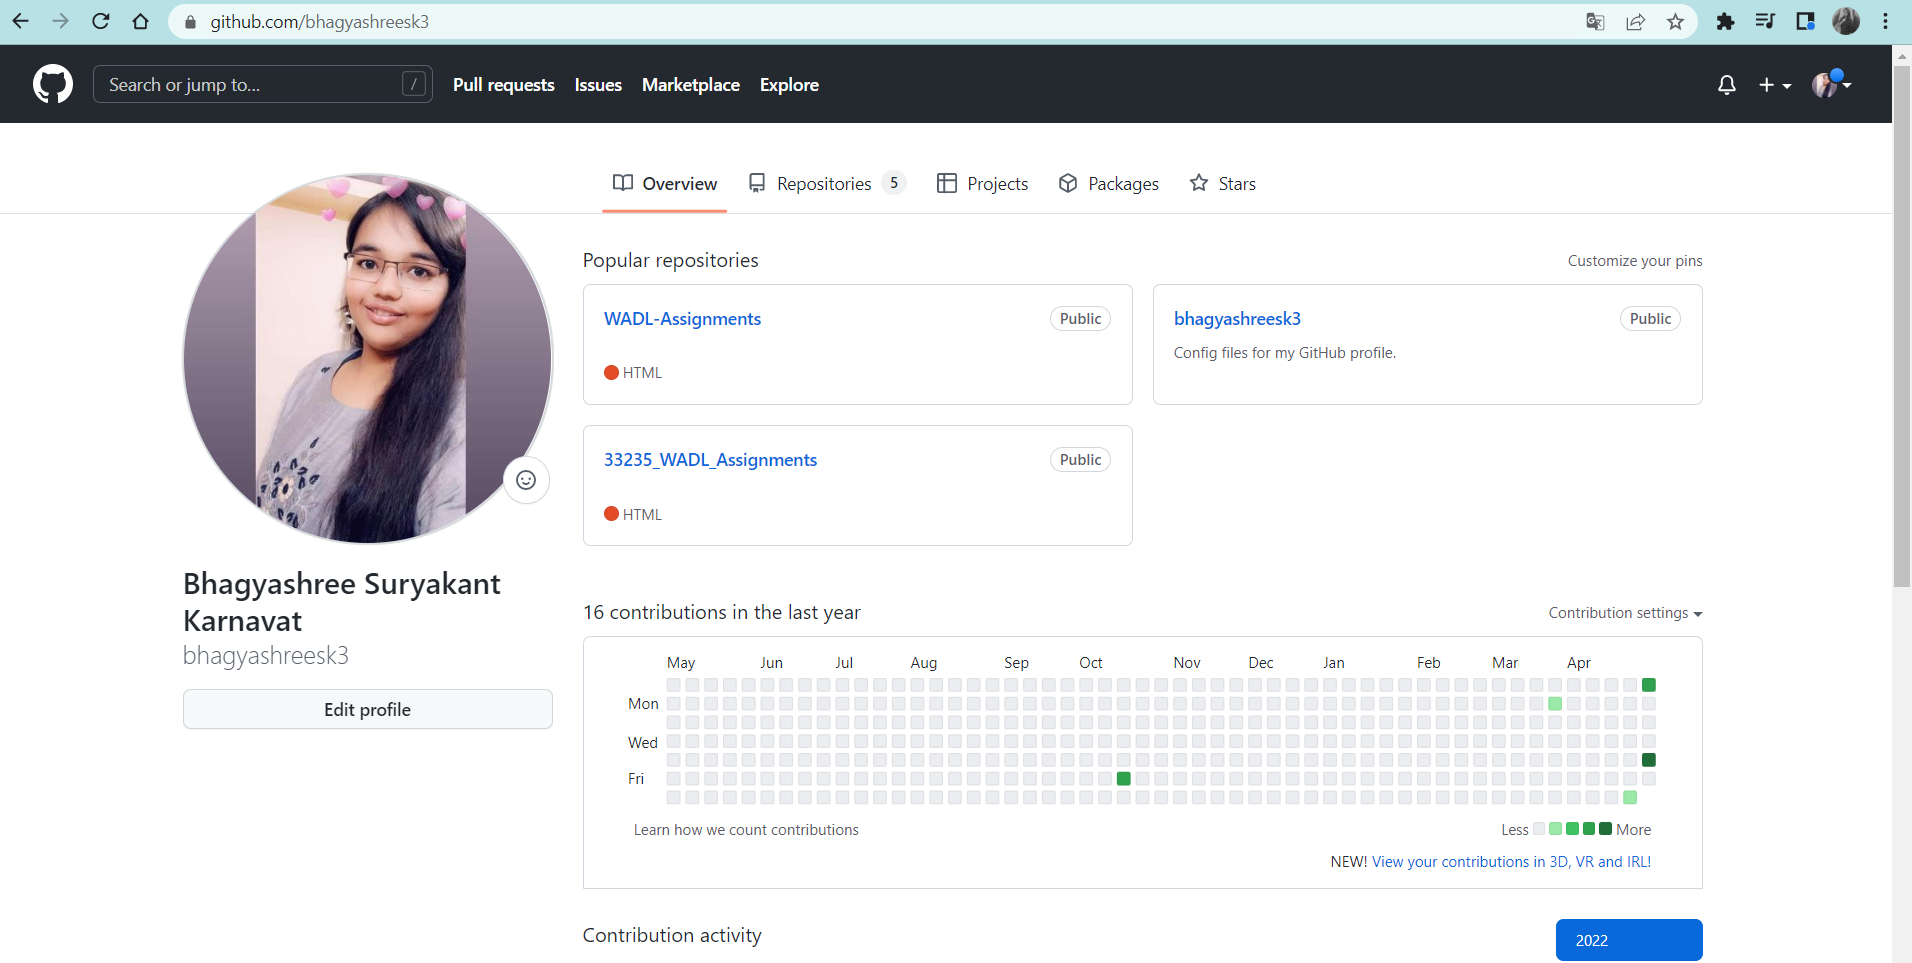 github.com/bhagyashreesk3
Search or jump to...
/
Pull requests
Issues
Marketplace
Explore
Overview
Repositories 5
Projects
Packages
Stars
Popular repositories
Customize your pins
WADL-Assignments
Public
HTML
bhagyashreesk3
Public
Config files for my GitHub profile.
33235_WADL_Assignments
Public
HTML
Bhagyashree Suryakant
Karnavat
bhagyashreesk3
Edit profile
16 contributions in the last year
Contribution settings
May Jun Jul Aug Sep Oct Nov Dec Jan Feb Mar Apr
Mon
Wed
Fri
Learn how we count contributions
Less More
NEW! View your contributions in 3D, VR and IRL!
Contribution activity
2022